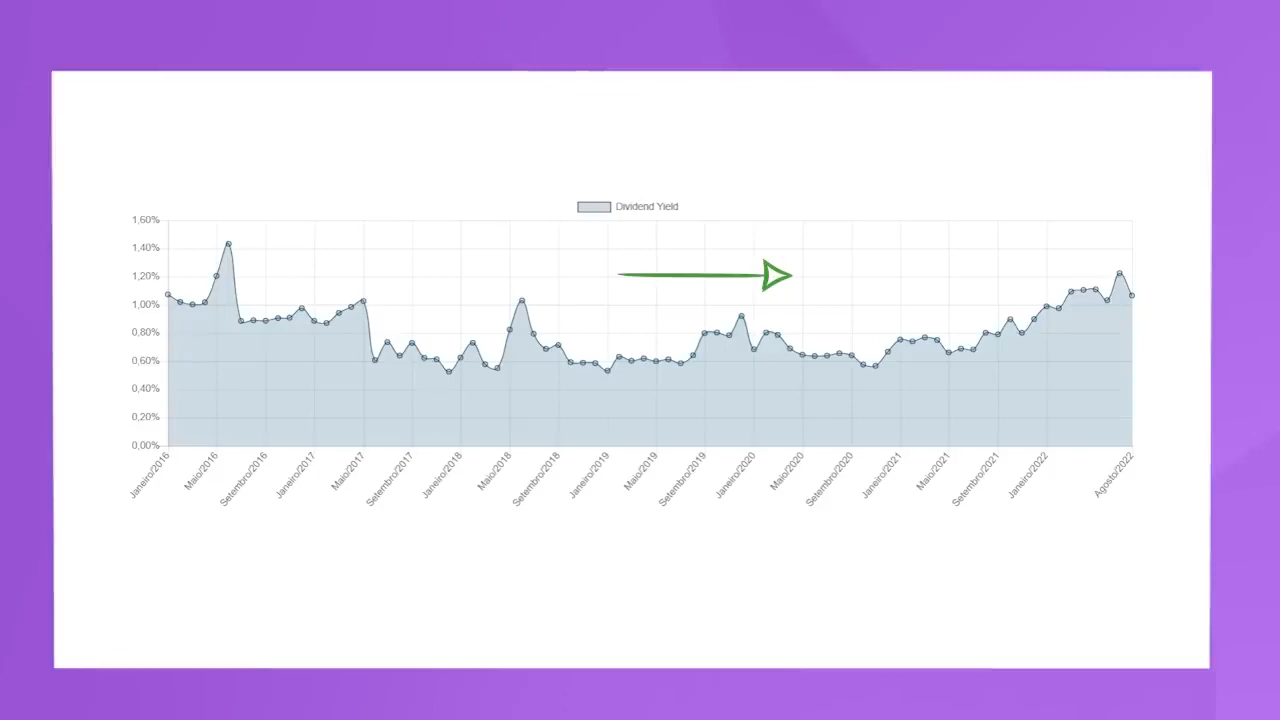 Dividend Yield
1,60%
1,40%
1,20%
1,00%
0,80%
0,60%
0,40%
0,20%
0,00%
Janeiro/2016
Maio/2016
Setembro/2016
Janeiro/2017
Maio/2017
Setembro/2017
Janeiro/2018
Maio/2018
Setembro/2018
Janeiro/2019
Maio/2019
Setembro/2019
Janeiro/2020
Maio/2020
Setembro/2020
Janeiro/2021
Maio/2021
Setembro/2021
Janeiro/2022
Agosto/2022